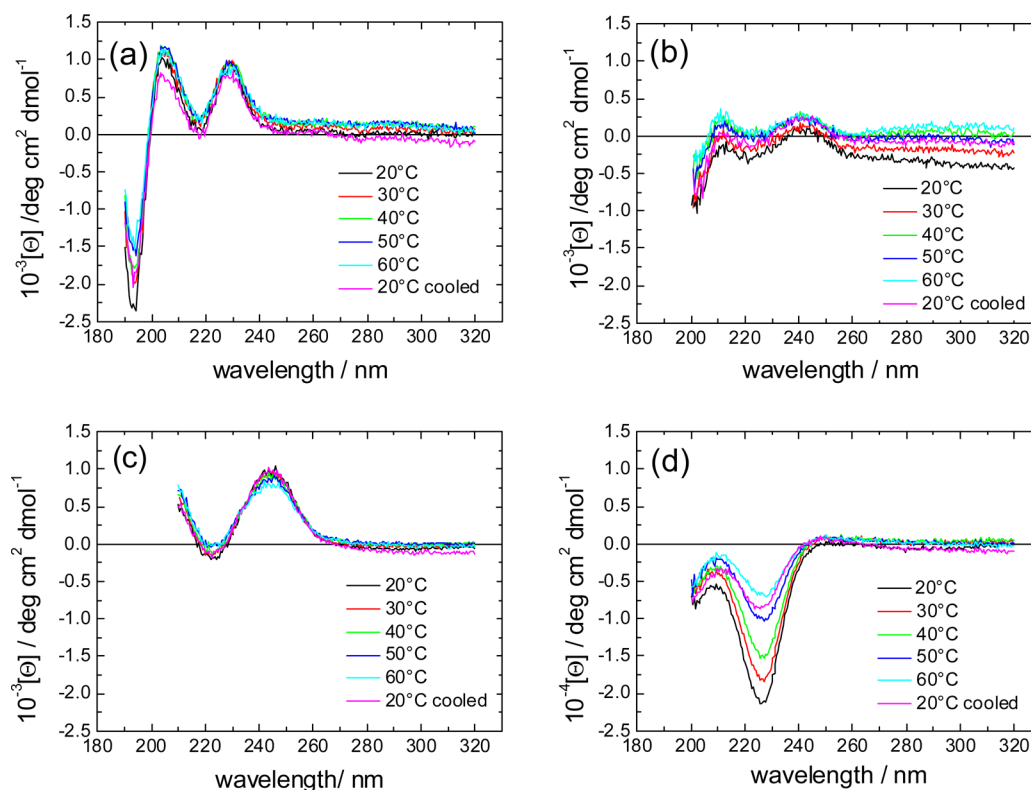 (a)
10⁻³[Θ] /deg cm² dmol⁻¹
1.5
1.0
0.5
0.0
-0.5
-1.0
-1.5
-2.0
-2.5
20°C
30°C
40°C
50°C
60°C
20°C cooled
180 200 220 240 260 280 300 320
wavelength / nm
(b)
10⁻³[Θ] /deg cm² dmol⁻¹
1.5
1.0
0.5
0.0
-0.5
-1.0
-1.5
-2.0
-2.5
20°C
30°C
40°C
50°C
60°C
20°C cooled
180 200 220 240 260 280 300 320
wavelength / nm
(c)
10⁻³[Θ] / deg cm² dmol⁻¹
1.5
1.0
0.5
0.0
-0.5
-1.0
-1.5
-2.0
-2.5
20°C
30°C
40°C
50°C
60°C
20°C cooled
180 200 220 240 260 280 300 320
wavelength/ nm
(d)
10⁻⁴[Θ] / deg cm² dmol⁻¹
1.5
1.0
0.5
0.0
-0.5
-1.0
-1.5
-2.0
-2.5
20°C
30°C
40°C
50°C
60°C
20°C cooled
180 200 220 240 260 280 300 320
wavelength / nm